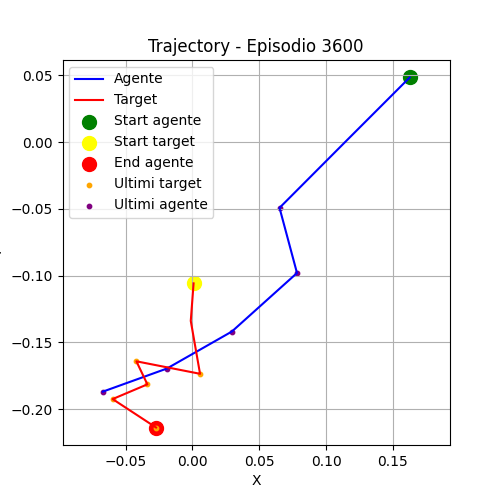 Trajectory - Episodio 3600
Agente
Target
Start agente
Start target
End agente
Ultimi target
Ultimi agente
0.05
0.00
−0.05
−0.10
−0.15
−0.20
−0.05
0.00
0.05
0.10
0.15
X